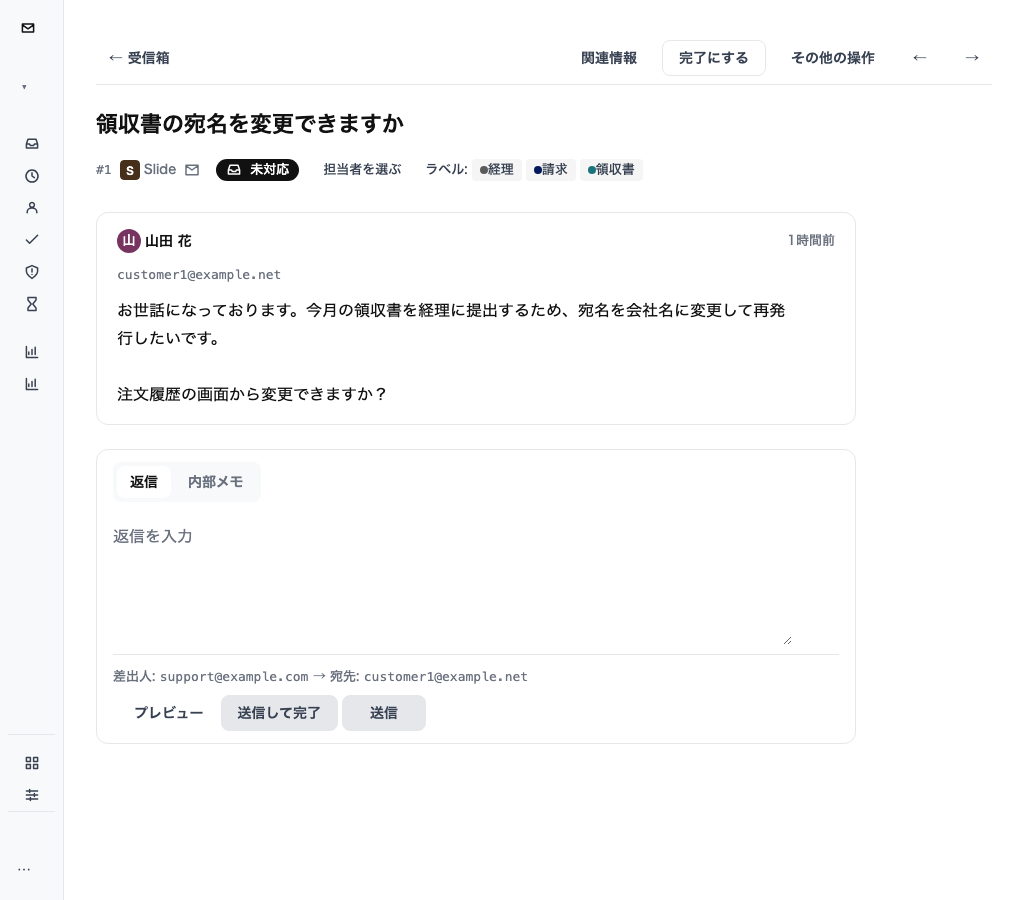 ← 受信箱
関連情報
完了にする
その他の操作
←
→
領収書の宛名を変更できますか
#1 S Slide 未対応 担当者を選ぶ ラベル: 経理 請求 領収書
山 山田 花
1時間前
customer1@example.net
お世話になっております。今月の領収書を経理に提出するため、宛名を会社名に変更して再発
行したいです。
注文履歴の画面から変更できますか？
返信 内部メモ
返信を入力
差出人: support@example.com → 宛先: customer1@example.net
プレビュー 送信して完了 送信
…